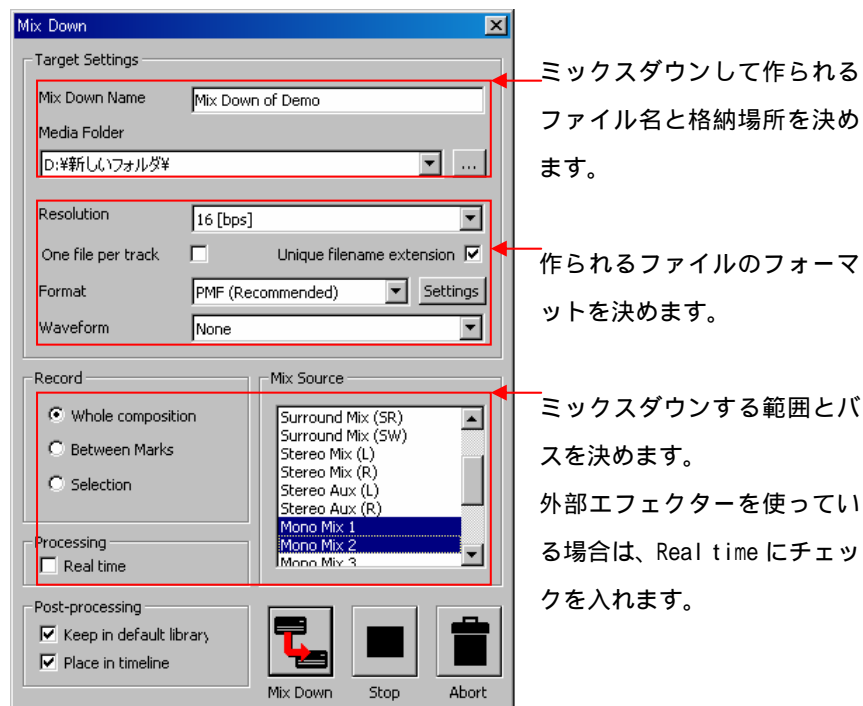 Mix Down
Target Settings
Mix Down Name
Mix Down of Demo
Media Folder
D:¥新しいフォルダ¥
...
Resolution
16 [bps]
One file per track
Unique filename extension
Format
PMF (Recommended)
Settings
Waveform
None
Record
Whole composition
Between Marks
Selection
Processing
Real time
Mix Source
Surround Mix (SR)
Surround Mix (SW)
Stereo Mix (L)
Stereo Mix (R)
Stereo Aux (L)
Stereo Aux (R)
Mono Mix 1
Mono Mix 2
Mono Mix 3
Post-processing
Keep in default library
Place in timeline
Mix Down
Stop
Abort
ミックスダウンして作られる
ファイル名と格納場所を決め
ます。
作られるファイルのフォーマ
ットを決めます。
ミックスダウンする範囲とバ
スを決めます。
外部エフェクターを使ってい
る場合は、Real time にチェッ
クを入れます。